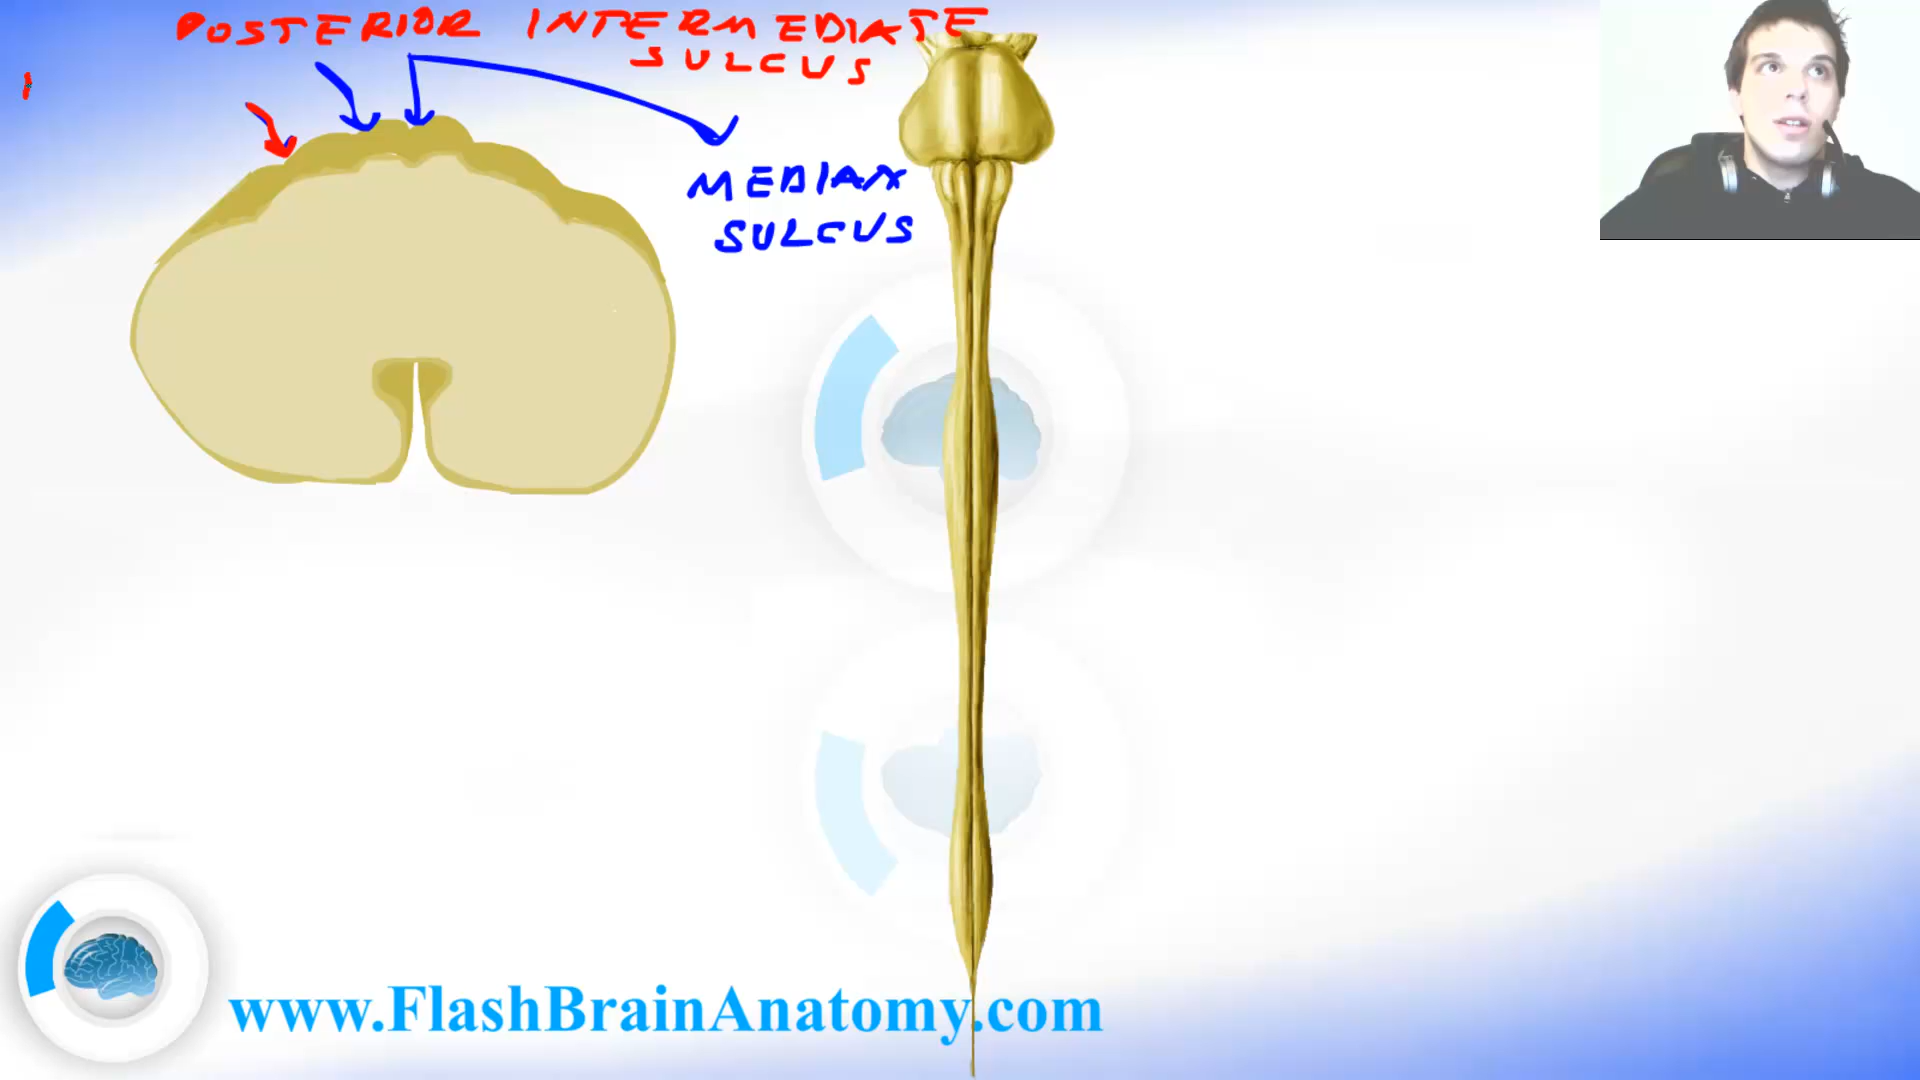 POSTERIOR INTERMEDIATE
SULCUS
MEDIAN
SULCUS
www.FlashBrainAnatomy.com